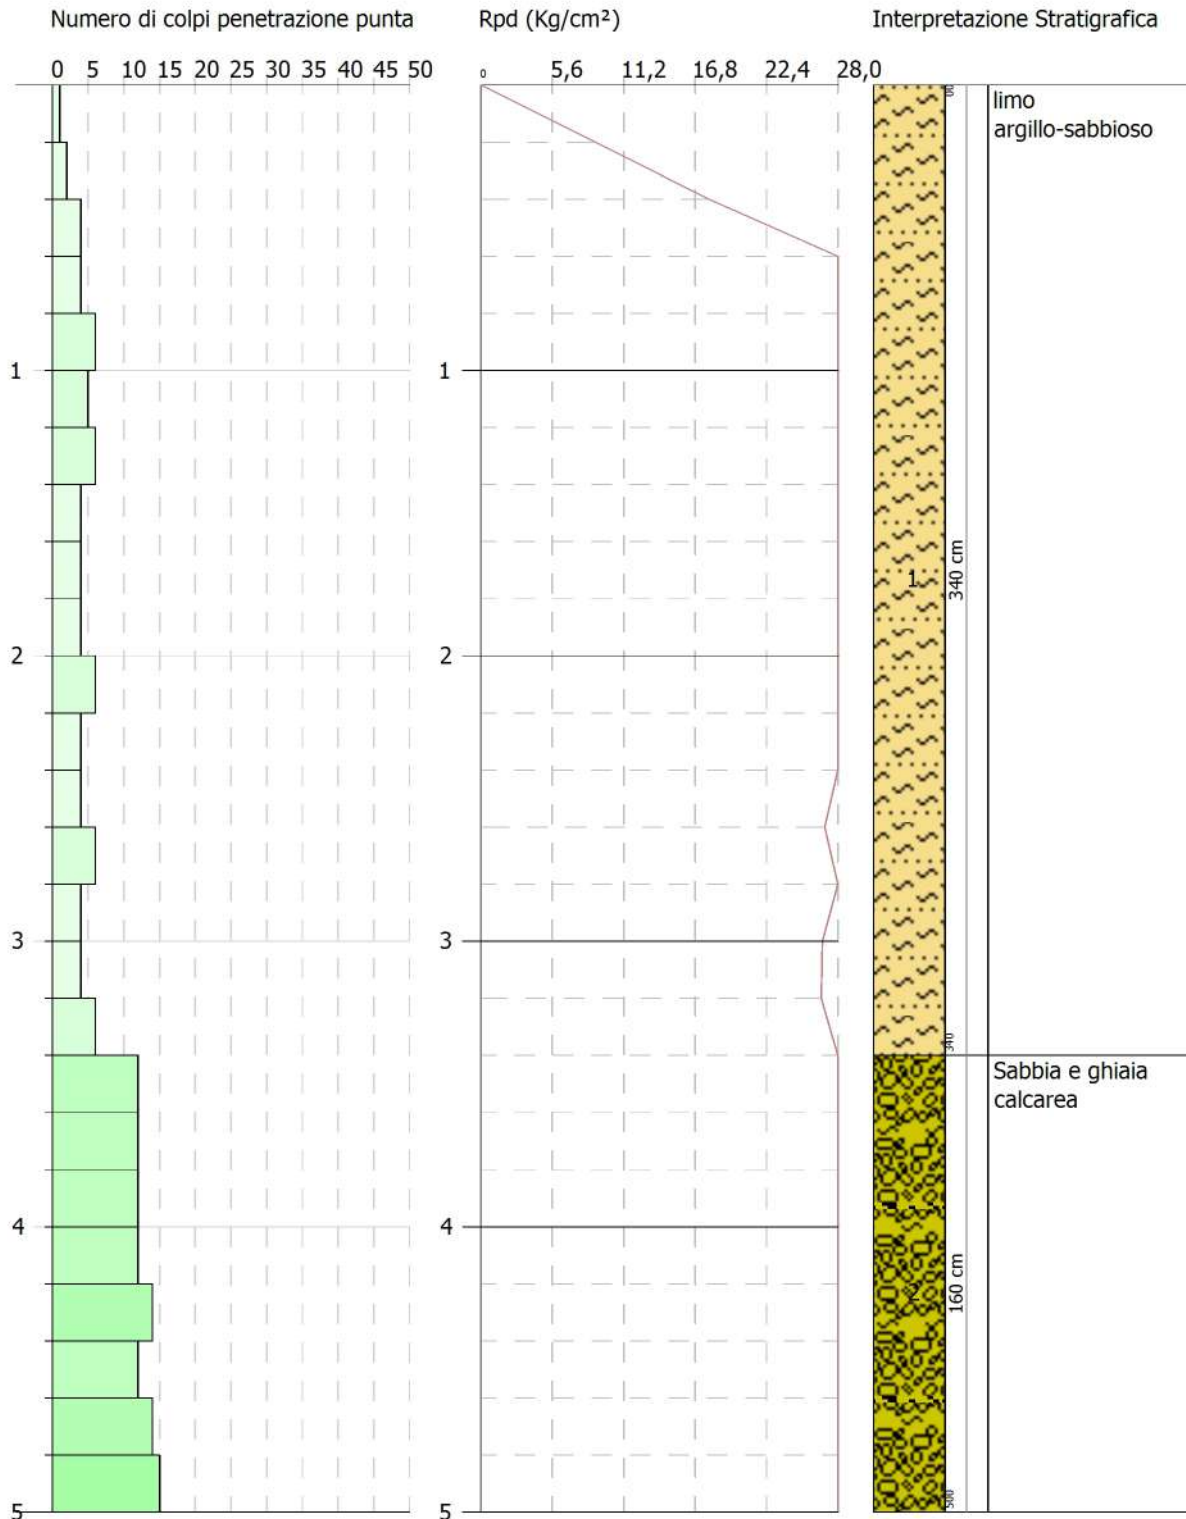 Numero di colpi penetrazione punta
Rpd (Kg/cm²)
Interpretazione Stratigrafica
0 5 10 15 20 25 30 35 40 45 50
0 5,6 11,2 16,8 22,4 28,0
limo
argillo-sabbioso
1
1
2
2
3
3
4
4
5
5
1
340 cm
340
Sabbia e ghiaia
calcarea
2
160 cm
500